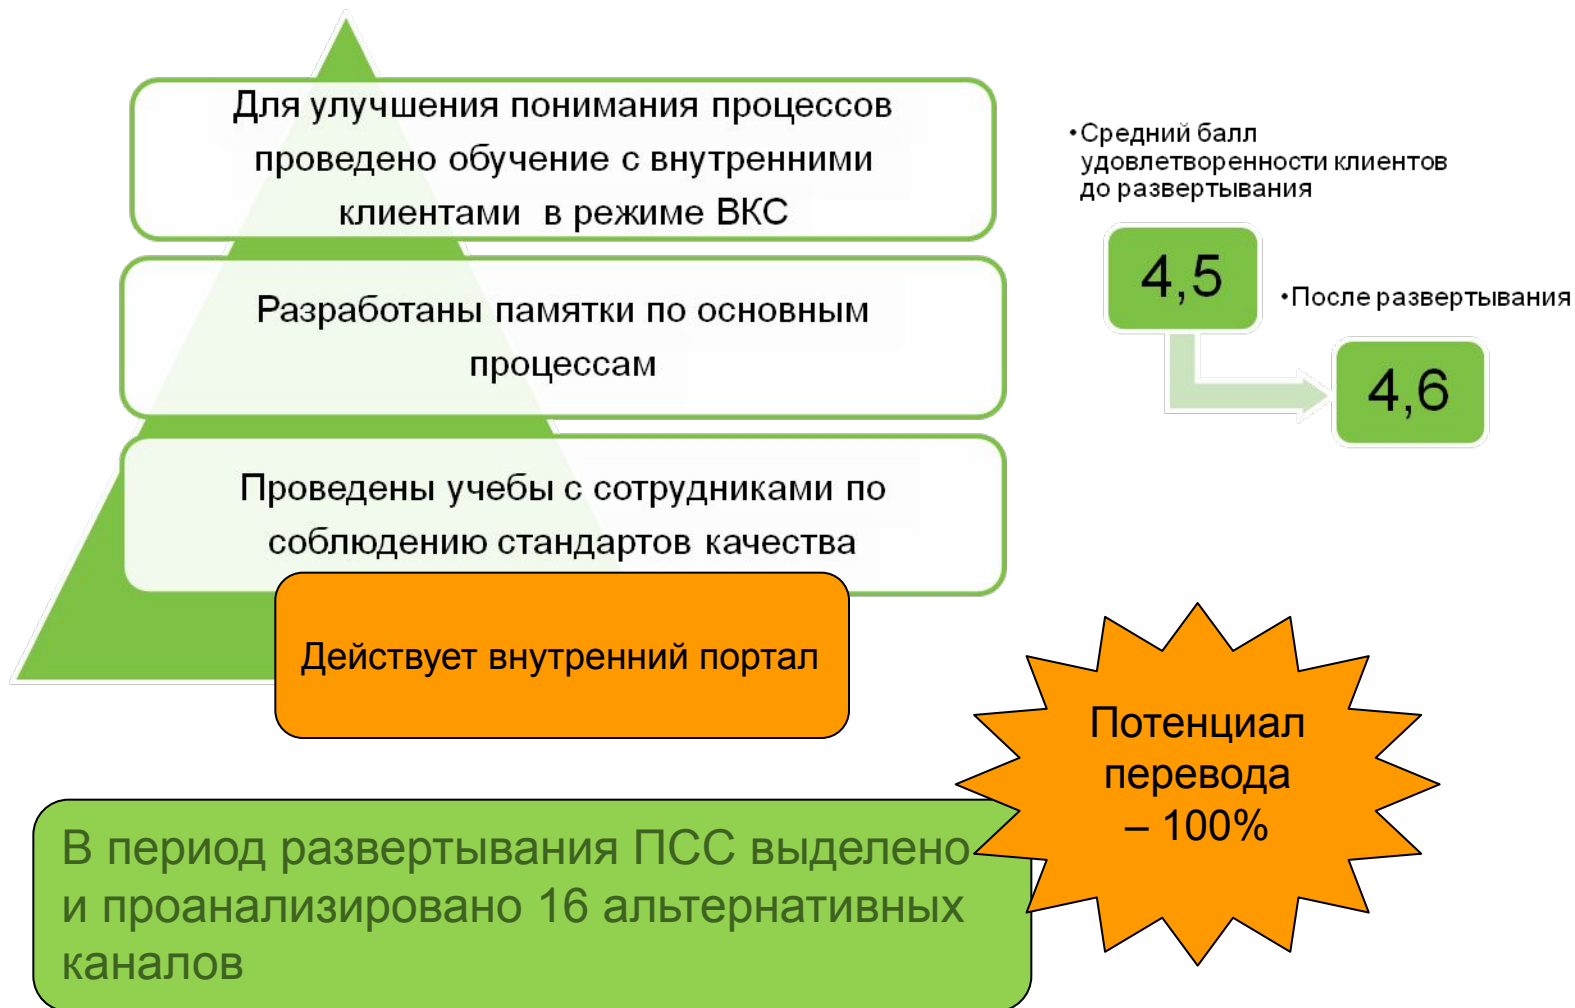 Для улучшения понимания процессов
проведено обучение с внутренними
клиентами в режиме ВКС
Разработаны памятки по основным
процессам
Проведены учебы с сотрудниками по
соблюдению стандартов качества
Действует внутренний портал
•Средний балл
удовлетворенности клиентов
до развертывания
4,5
•После развертывания
4,6
Потенциал
перевода
– 100%
В период развертывания ПСС выделено
и проанализировано 16 альтернативных
каналов